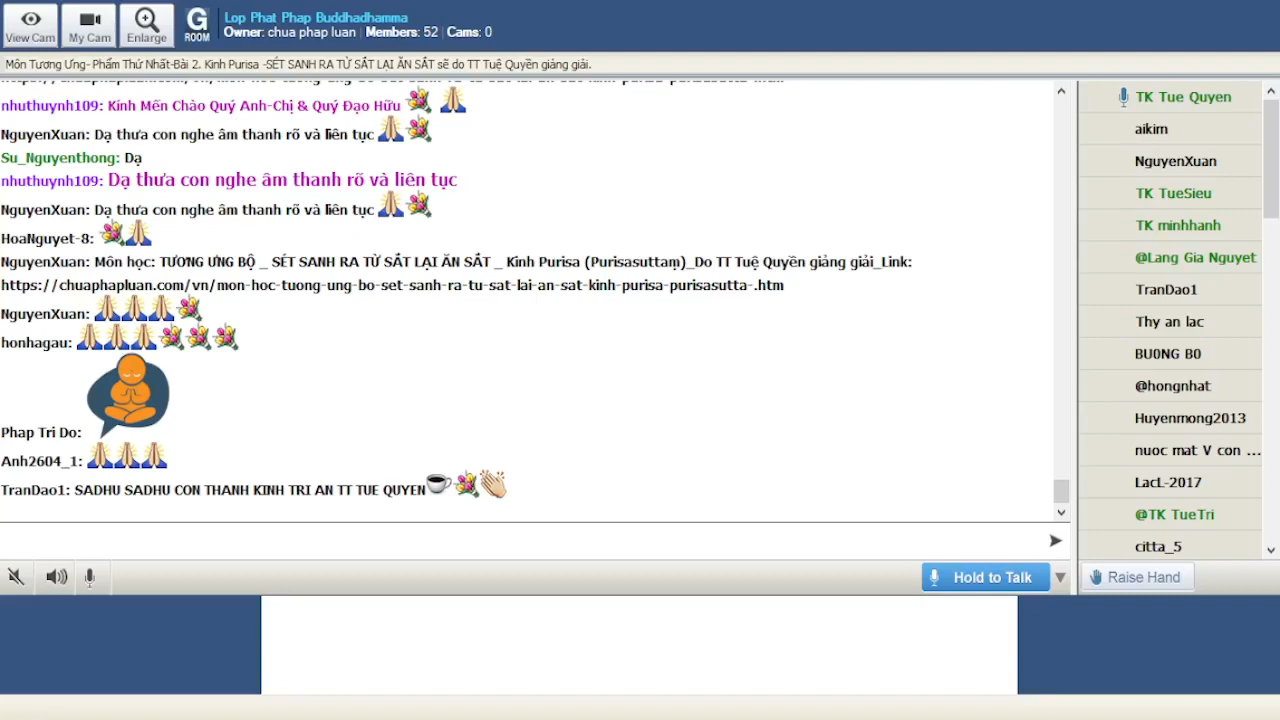 View Cam
My Cam
Enlarge
G
ROOM
Lop Phat Phap Buddhadhamma
Owner: chua phap luan | Members: 52 | Cams: 0
Môn Tượng Ưng- Phẩm Thứ Nhất-Bài 2. Kinh Purisa -SÉT SANH RA TỪ SẮT LẠI ĂN SẮT sẽ do TT Tuệ Quyền giảng giải.
nhuthuynh109: Kính Mến Chào Quý Anh-Chị & Quý Đạo Hữu
NguyenXuan: Dạ thưa con nghe âm thanh rõ và liên tục
Su_Nguyenthong: Dạ
nhuthuynh109: Dạ thưa con nghe âm thanh rõ và liên tục
NguyenXuan: Dạ thưa con nghe âm thanh rõ và liên tục
HoaNguyet-8:
NguyenXuan: Môn học: TƯƠNG ƯNG BỘ _ SÉT SANH RA TỪ SẮT LẠI ĂN SẮT _ Kinh Purisa (Purisasuttaṃ)_Do TT Tuệ Quyền giảng giải_Link:
https://chuaphapluan.com/vn/mon-hoc-tuong-ung-bo-set-sanh-ra-tu-sat-lai-an-sat-kinh-purisa-purisasutta-.htm
NguyenXuan:
honhagau:
Phap Tri Do:
Anh2604_1:
TranDao1: SADHU SADHU CON THANH KINH TRI AN TT TUE QUYEN
TK Tue Quyen
aikim
NguyenXuan
TK TueSieu
TK minhhanh
@Lang Gia Nguyet
TranDao1
Thy an lac
BU0NG B0
@hongnhat
Huyenmong2013
nuoc mat V con ...
LacL-2017
@TK TueTri
citta_5
Hold to Talk
Raise Hand